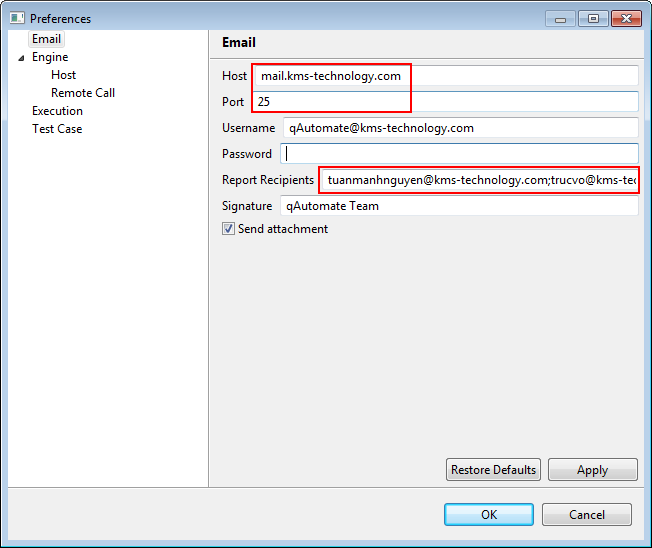 Preferences
Email
Engine
Host
Remote Call
Execution
Test Case
Email
Host mail.kms-technology.com
Port 25
Username qAutomate@kms-technology.com
Password
Report Recipients tuanmanhnguyen@kms-technology.com;trucvo@kms-tec
Signature qAutomate Team
Send attachment
Restore Defaults Apply
OK Cancel